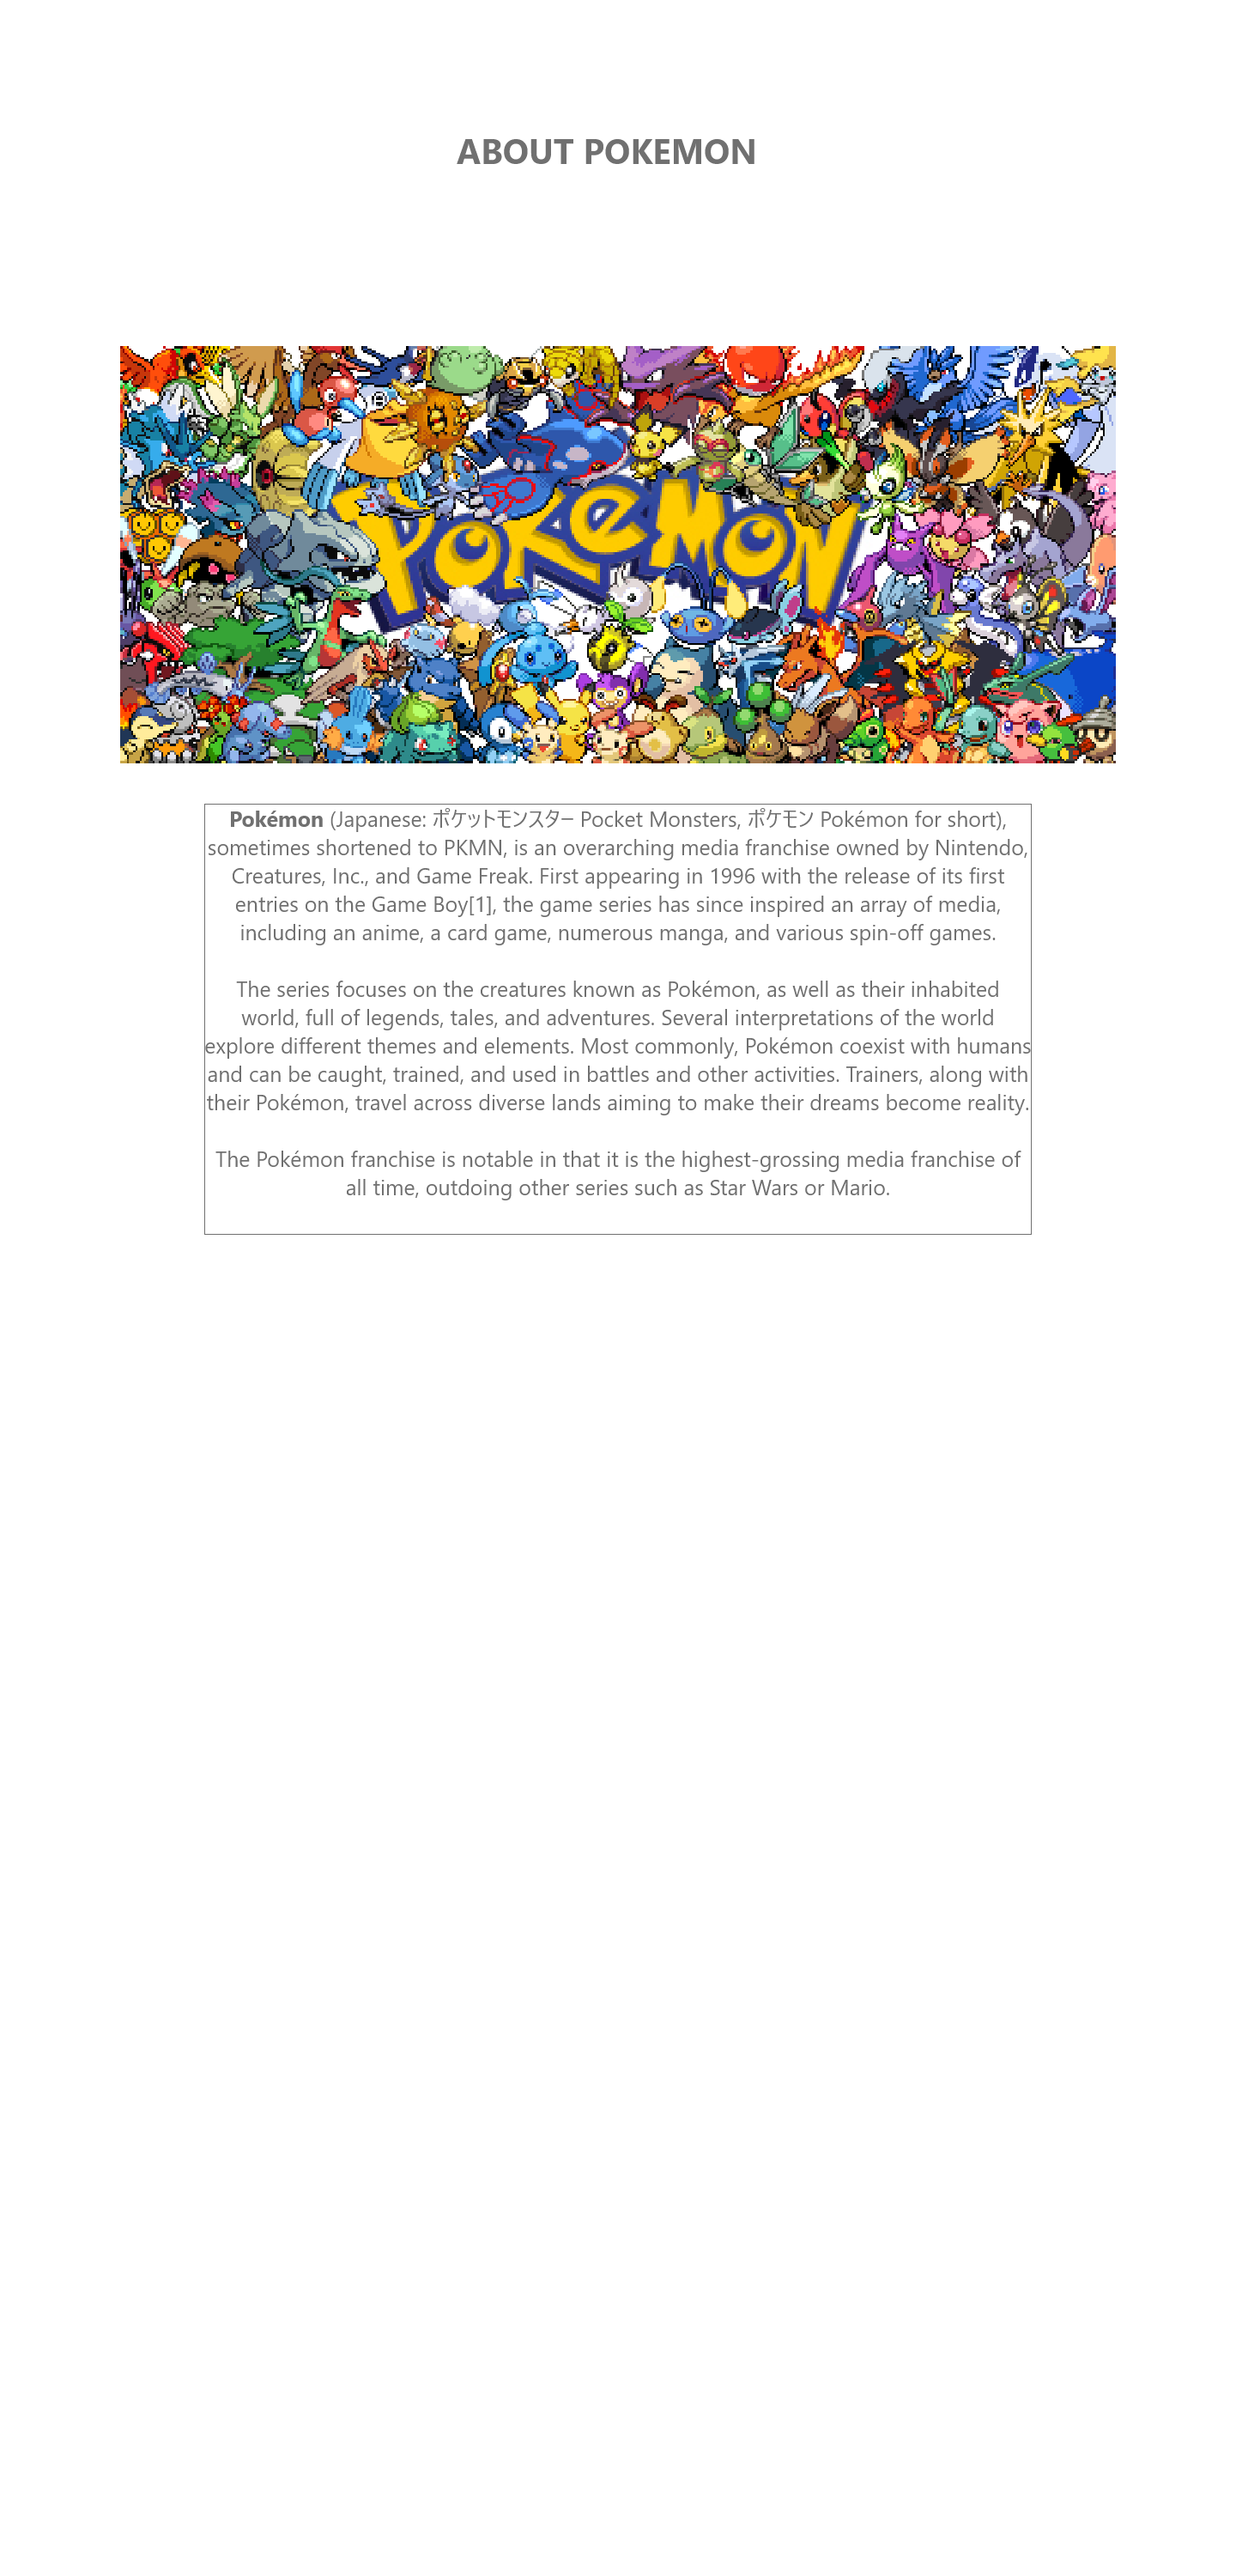 ABOUT POKEMON
POKéMON
Pokémon (Japanese: ポケットモンスター Pocket Monsters, ポケモン Pokémon for short),
sometimes shortened to PKMN, is an overarching media franchise owned by Nintendo,
Creatures, Inc., and Game Freak. First appearing in 1996 with the release of its first
entries on the Game Boy[1], the game series has since inspired an array of media,
including an anime, a card game, numerous manga, and various spin-off games.
The series focuses on the creatures known as Pokémon, as well as their inhabited
world, full of legends, tales, and adventures. Several interpretations of the world
explore different themes and elements. Most commonly, Pokémon coexist with humans
and can be caught, trained, and used in battles and other activities. Trainers, along with
their Pokémon, travel across diverse lands aiming to make their dreams become reality.
The Pokémon franchise is notable in that it is the highest-grossing media franchise of
all time, outdoing other series such as Star Wars or Mario.